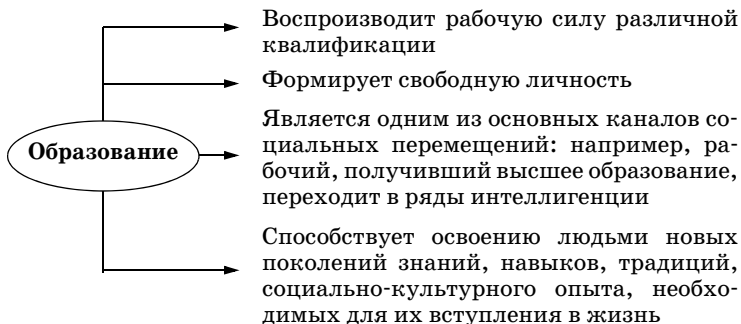 Воспроизводит рабочую силу различной
квалификации
Формирует свободную личность
Является одним из основных каналов со-
циальных перемещений: например, ра-
бочий, получивший высшее образование,
переходит в ряды интеллигенции
Образование
Способствует освоению людьми новых
поколений знаний, навыков, традиций,
социально-культурного опыта, необхо-
димых для их вступления в жизнь